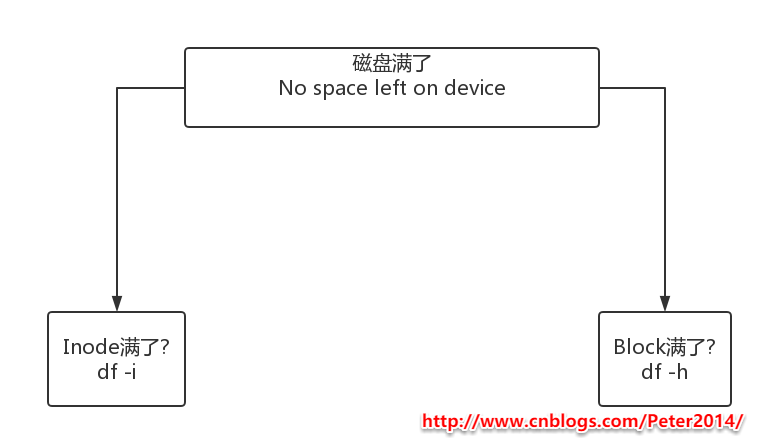 磁盘满了
No space left on device
Inode满了?
df -i
Block满了?
df -h
http://www.cnblogs.com/Peter2014/